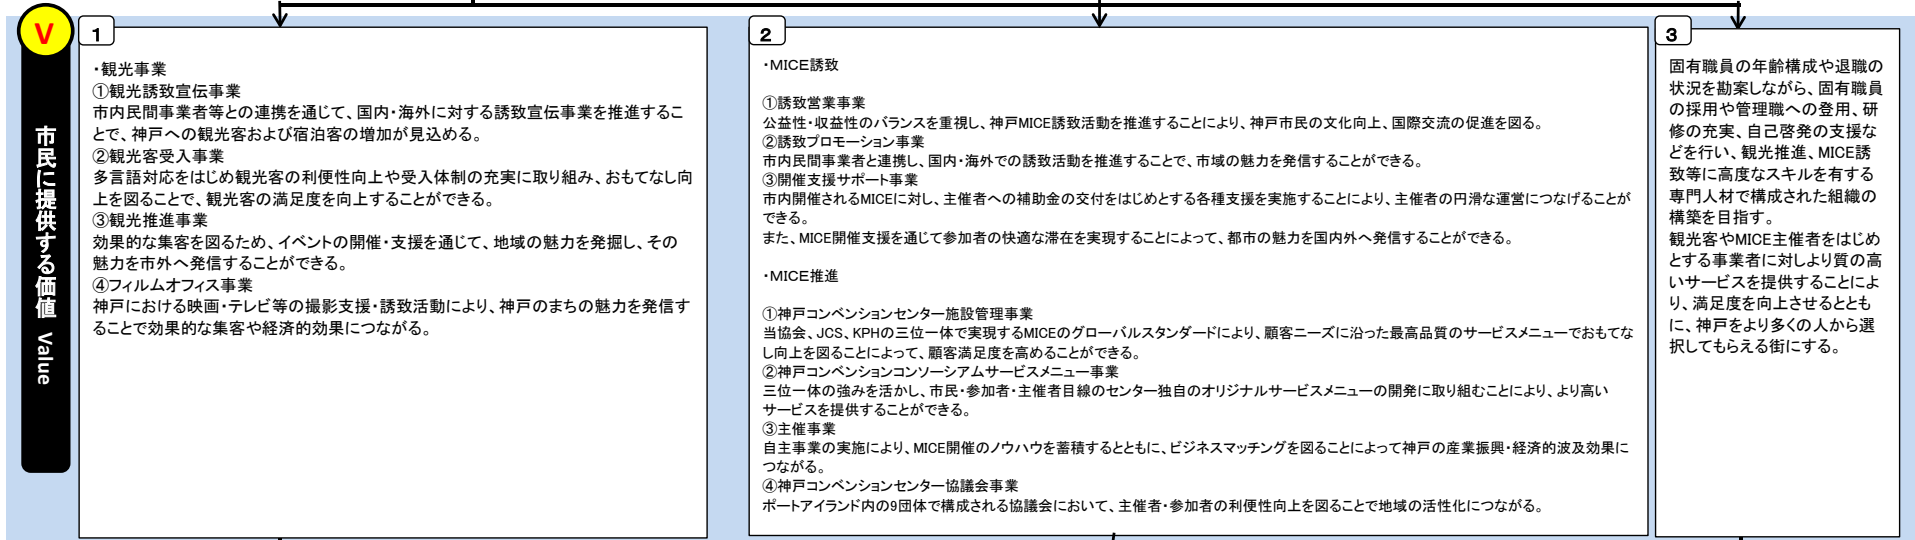 V
市民に提供する価値 Value
1
・観光事業
①観光誘致宣伝事業
市内民間事業者等との連携を通じて、国内・海外に対する誘致宣伝事業を推進するこ
とで、神戸への観光客および宿泊客の増加が見込める。
②観光客受入事業
多言語対応をはじめ観光客の利便性向上や受入体制の充実に取り組み、おもてなし向
上を図ることで、観光客の満足度を向上することができる。
③観光推進事業
効果的な集客を図るため、イベントの開催・支援を通じて、地域の魅力を発掘し、その
魅力を市外へ発信することができる。
④フィルムオフィス事業
神戸における映画・テレビ等の撮影支援・誘致活動により、神戸のまちの魅力を発信す
ることで効果的な集客や経済的効果につながる。
2
・MICE誘致
①誘致営業事業
公益性・収益性のバランスを重視し、神戸MICE誘致活動を推進することにより、神戸市民の文化向上、国際交流の促進を図る。
②誘致プロモーション事業
市内民間事業者と連携し、国内・海外での誘致活動を推進することで、市域の魅力を発信することができる。
③開催支援サポート事業
市内開催されるMICEに対し、主催者への補助金の交付をはじめとする各種支援を実施することにより、主催者の円滑な運営につなげることが
できる。
また、MICE開催支援を通じて参加者の快適な滞在を実現することによって、都市の魅力を国内外へ発信することができる。
・MICE推進
①神戸コンベンションセンター施設管理事業
当協会、JCS、KPHの三位一体で実現するMICEのグローバルスタンダードにより、顧客ニーズに沿った最高品質のサービスメニューでおもてな
し向上を図ることによって、顧客満足度を高めることができる。
②神戸コンベンションコンソーシアムサービスメニュー事業
三位一体の強みを活かし、市民・参加者・主催者目線のセンター独自のオリジナルサービスメニューの開発に取り組むことにより、より高い
サービスを提供することができる。
③主催事業
自主事業の実施により、MICE開催のノウハウを蓄積するとともに、ビジネスマッチングを図ることによって神戸の産業振興・経済的波及効果に
つながる。
④神戸コンベンションセンター協議会事業
ポートアイランド内の9団体で構成される協議会において、主催者・参加者の利便性向上を図ることで地域の活性化につながる。
3
固有職員の年齢構成や退職の
状況を勘案しながら、固有職員
の採用や管理職への登用、研
修の充実、自己啓発の支援な
どを行い、観光推進、MICE誘
致等に高度なスキルを有する
専門人材で構成された組織の
構築を目指す。
観光客やMICE主催者をはじめ
とする事業者に対しより質の高
いサービスを提供することによ
り、満足度を向上させるととも
に、神戸をより多くの人から選
択してもらえる街にする。